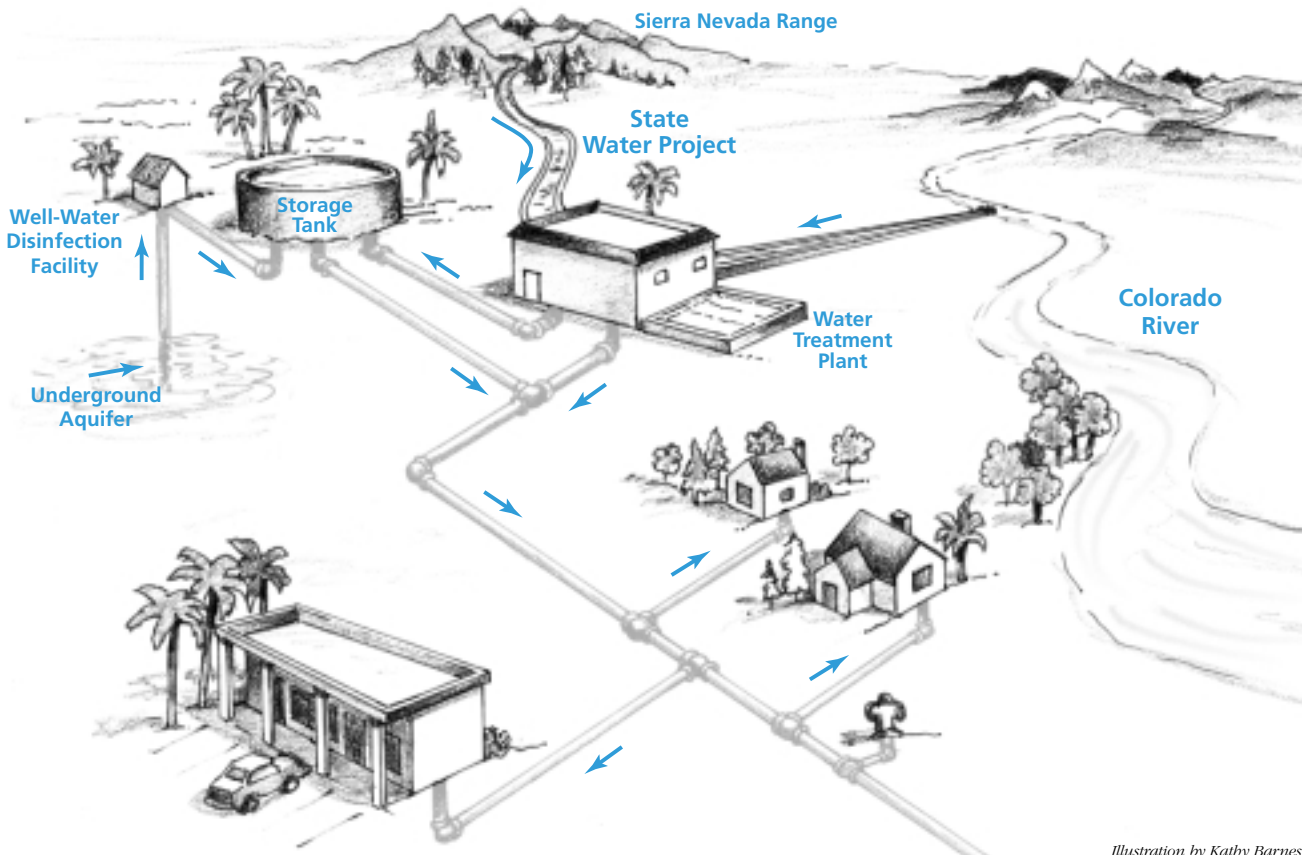 Sierra Nevada Range
State
Water Project
Storage
Tank
Well-Water
Disinfection
Facility
Colorado
River
Water
Treatment
Plant
Underground
Aquifer
Illustration by Kathy Barnes